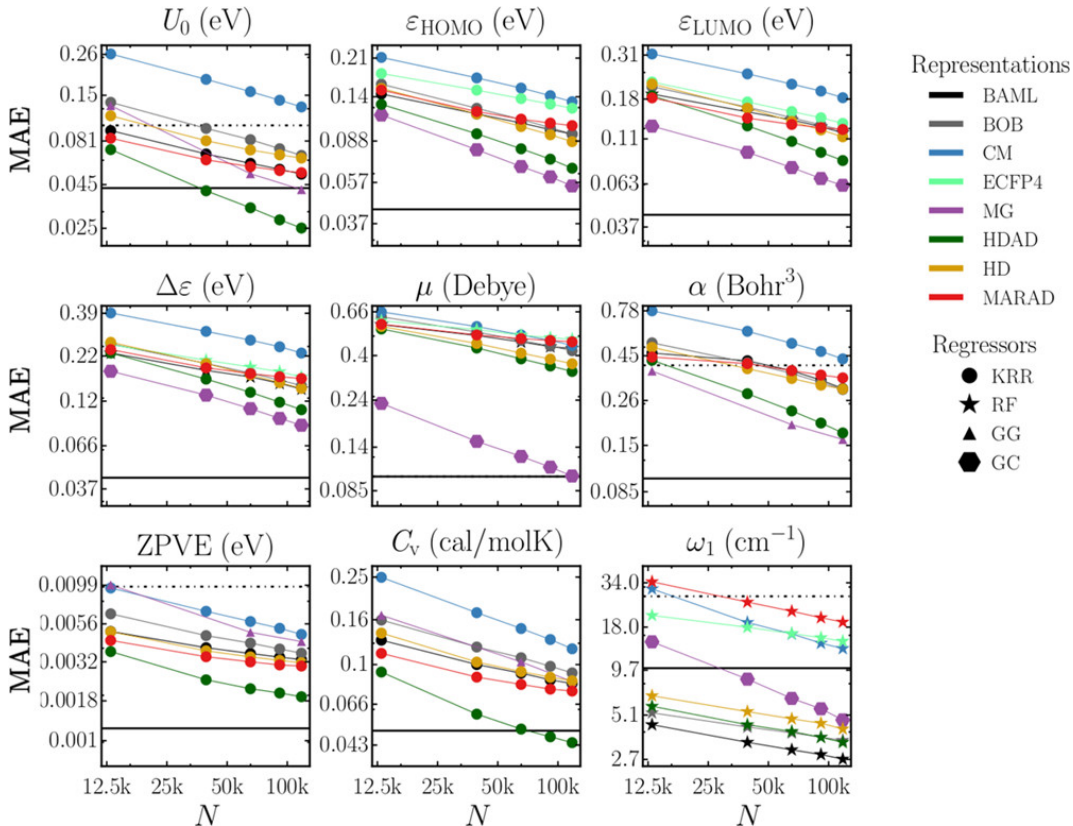 U₀ (eV)
ε_HOMO (eV)
ε_LUMO (eV)
MAE
0.26
0.15
0.081
0.045
0.025
0.21
0.14
0.088
0.057
0.037
0.31
0.18
0.11
0.063
0.037
Δε (eV)
μ (Debye)
α (Bohr³)
MAE
0.39
0.22
0.12
0.066
0.037
0.66
0.4
0.24
0.14
0.085
0.78
0.45
0.26
0.15
0.085
ZPVE (eV)
C_v (cal/molK)
ω₁ (cm⁻¹)
MAE
0.0099
0.0056
0.0032
0.0018
0.001
0.25
0.16
0.1
0.066
0.043
34.0
18.0
9.7
5.1
2.7
12.5k 25k 50k 100k
12.5k 25k 50k 100k
12.5k 25k 50k 100k
N
N
N
Representations
BAML
BOB
CM
ECFP4
MG
HDAD
HD
MARAD
Regressors
KRR
RF
GG
GC